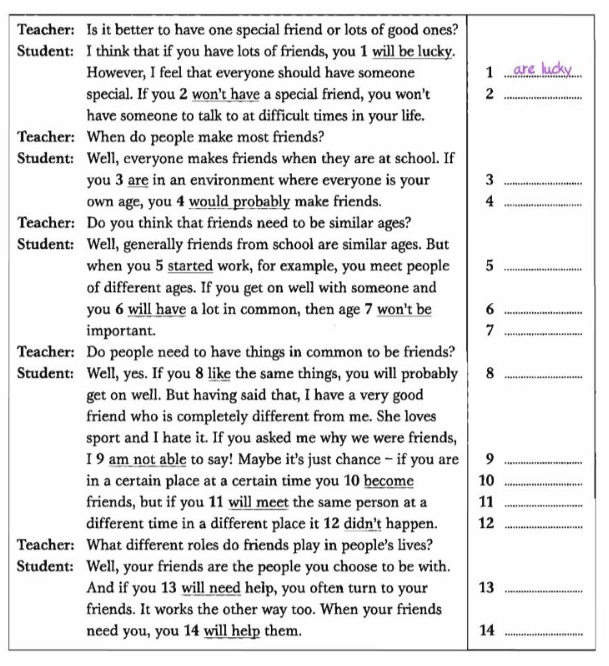 Teacher: Is it better to have one special friend or lots of good ones?
Student: I think that if you have lots of friends, you 1 will be lucky.
However, I feel that everyone should have someone 1 are lucky
special. If you 2 won't have a special friend, you won't 2 ..............................
have someone to talk to at difficult times in your life.
Teacher: When do people make most friends?
Student: Well, everyone makes friends when they are at school. If
you 3 are in an environment where everyone is your 3 ..............................
own age, you 4 would probably make friends. 4 ..............................
Teacher: Do you think that friends need to be similar ages?
Student: Well, generally friends from school are similar ages. But
when you 5 started work, for example, you meet people 5 ..............................
of different ages. If you get on well with someone and
you 6 will have a lot in common, then age 7 won't be 6 ..............................
important. 7 ..............................
Teacher: Do people need to have things in common to be friends?
Student: Well, yes. If you 8 like the same things, you will probably 8 ..............................
get on well. But having said that, I have a very good
friend who is completely different from me. She loves
sport and I hate it. If you asked me why we were friends,
I 9 am not able to say! Maybe it's just chance – if you are 9 ..............................
in a certain place at a certain time you 10 become 10 ..............................
friends, but if you 11 will meet the same person at a 11 ..............................
different time in a different place it 12 didn't happen. 12 ..............................
Teacher: What different roles do friends play in people's lives?
Student: Well, your friends are the people you choose to be with.
And if you 13 will need help, you often turn to your 13 ..............................
friends. It works the other way too. When your friends
need you, you 14 will help them. 14 ..............................